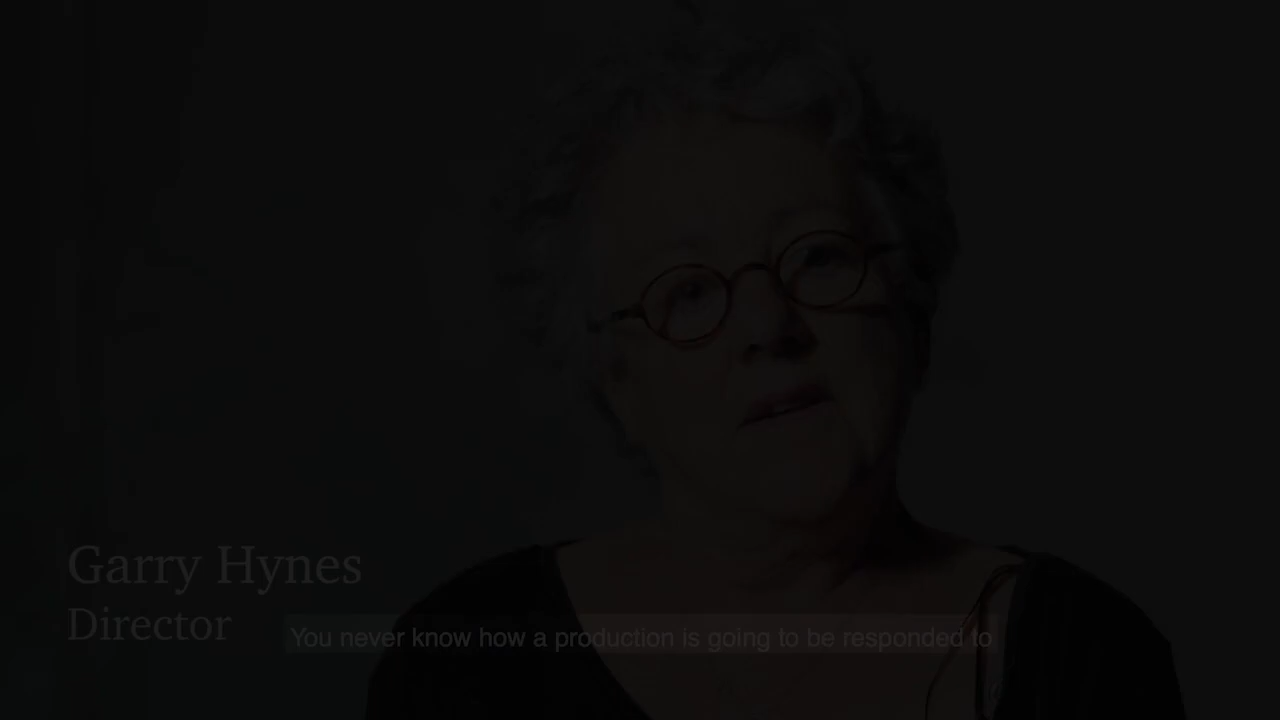 Garry Hynes
Director
You never know how a production is going to be responded to